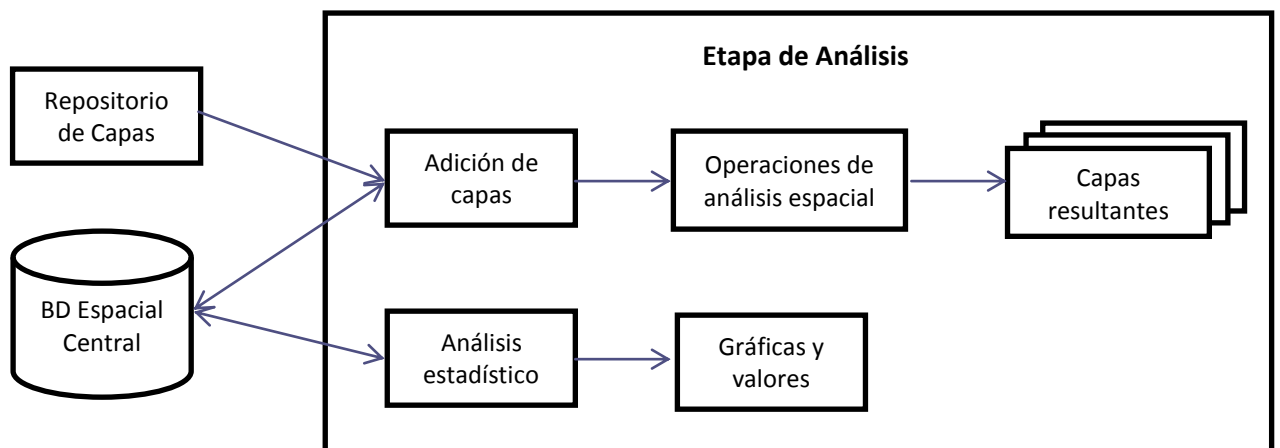 Etapa de Análisis
Repositorio
de Capas
Adición de
capas
Operaciones de
análisis espacial
Capas
resultantes
BD Espacial
Central
Análisis
estadístico
Gráficas y
valores